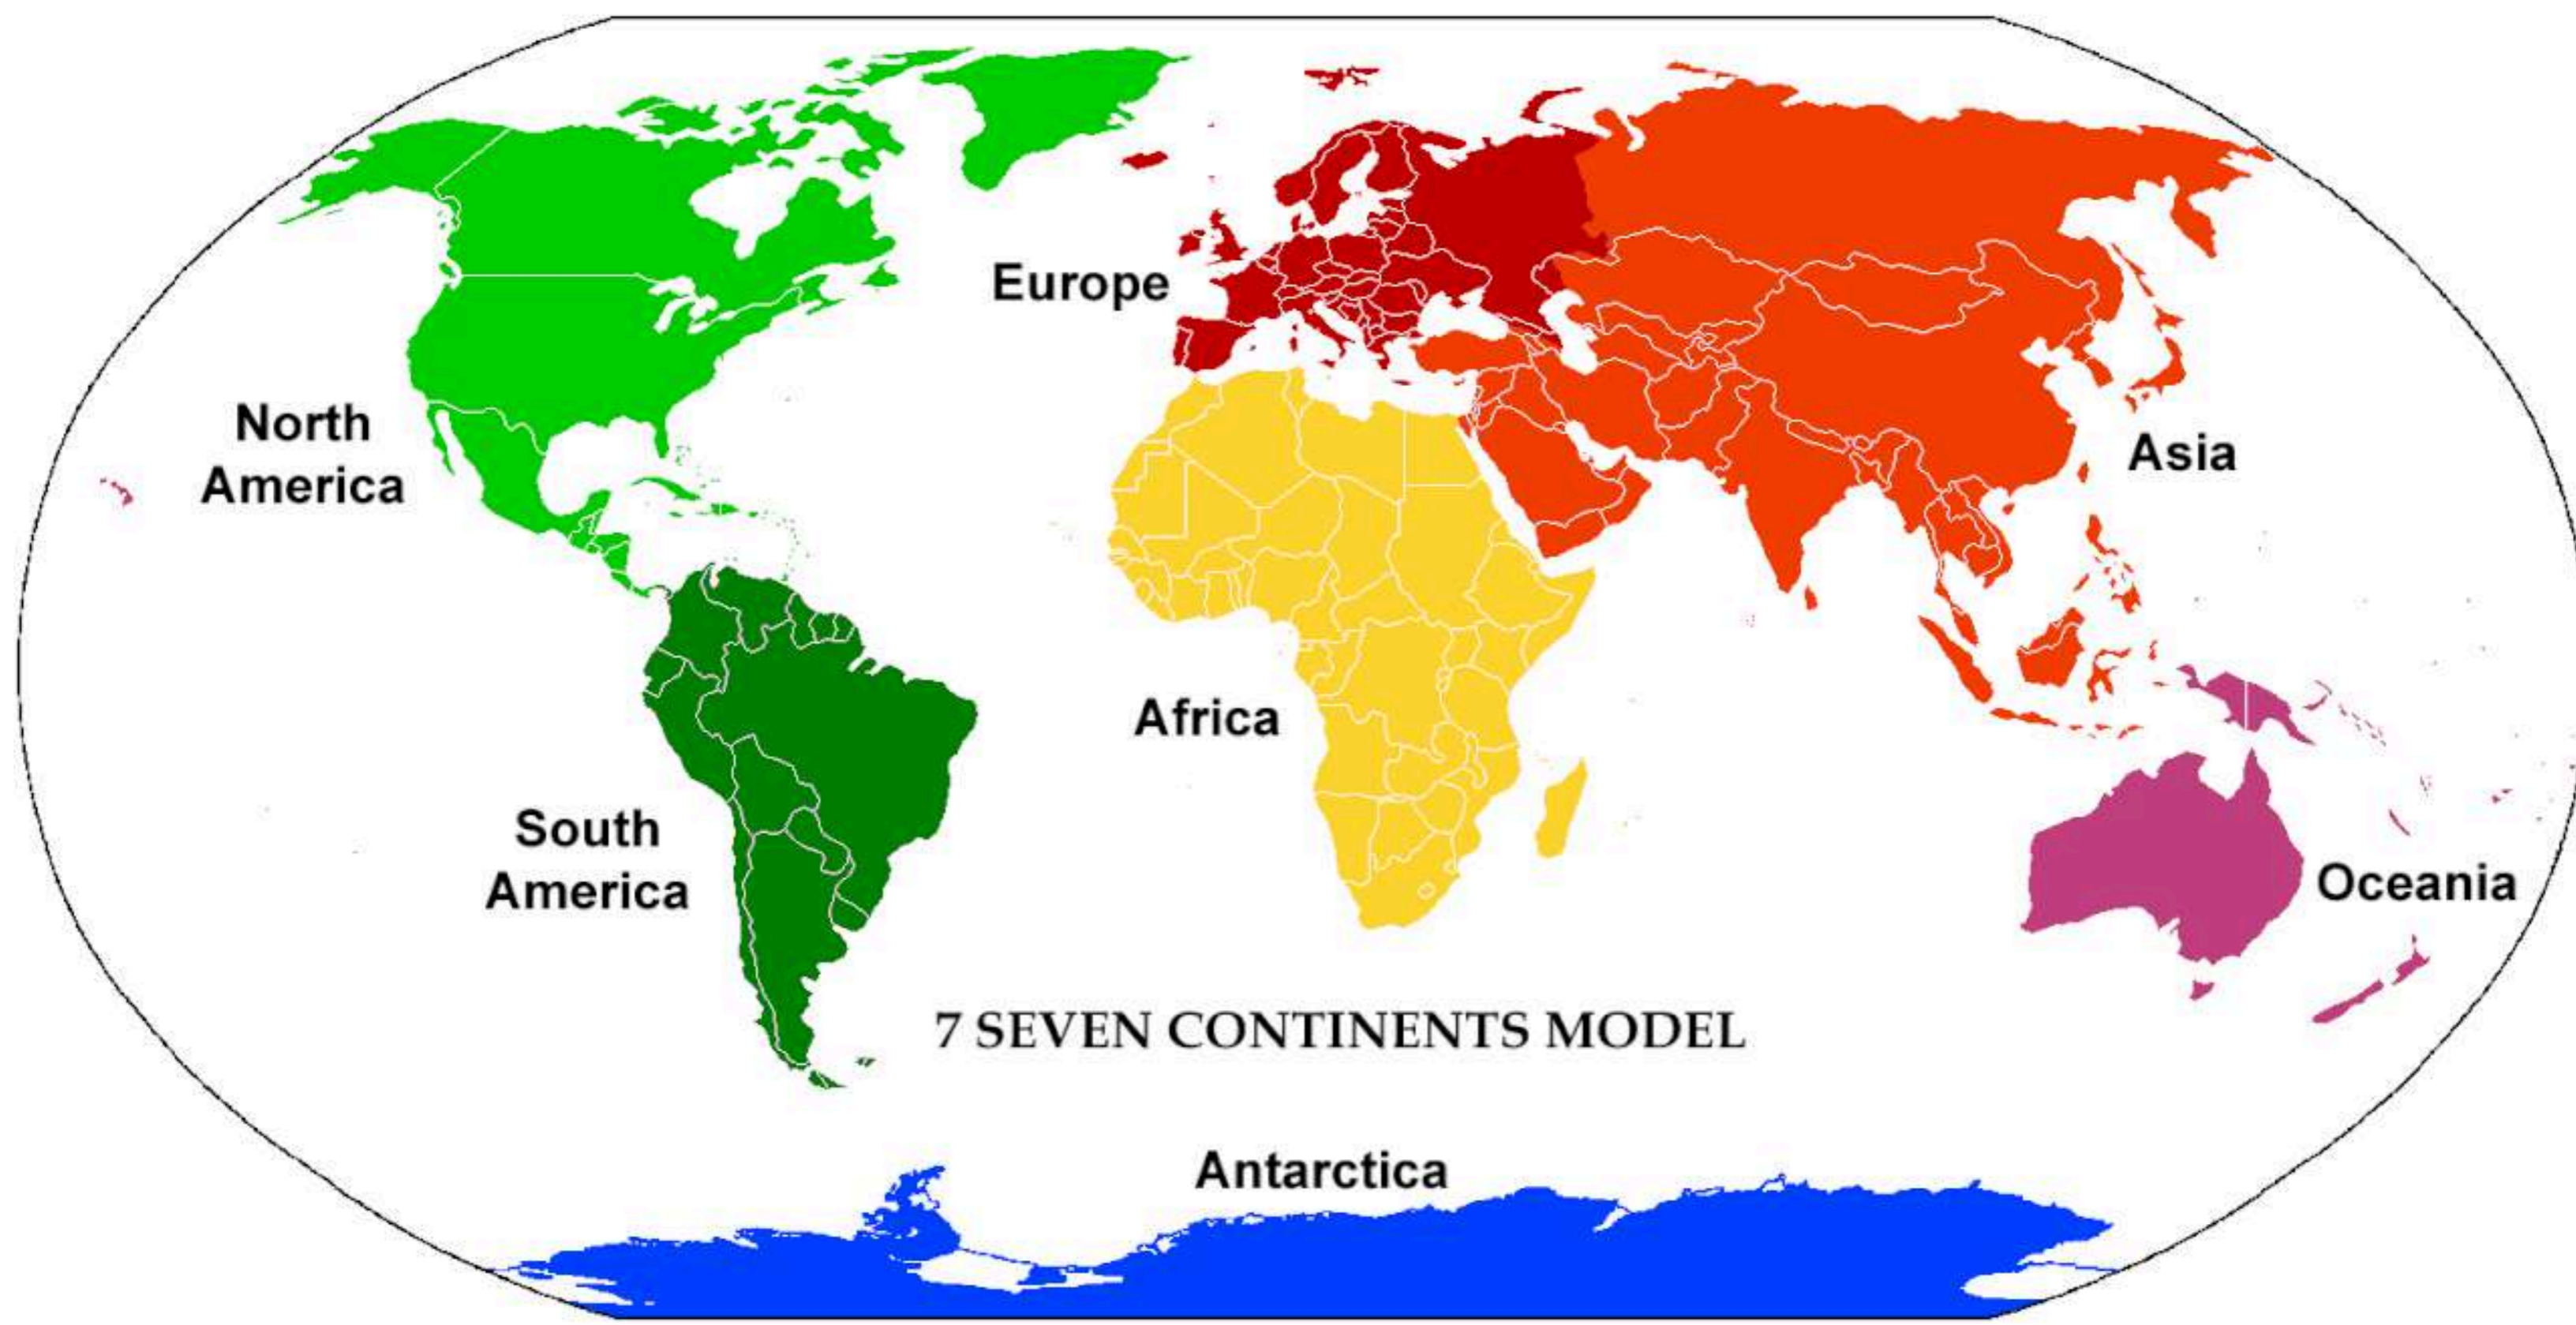 Europe
North
America
Asia
Africa
South
America
Oceania
7 SEVEN CONTINENTS MODEL
Antarctica